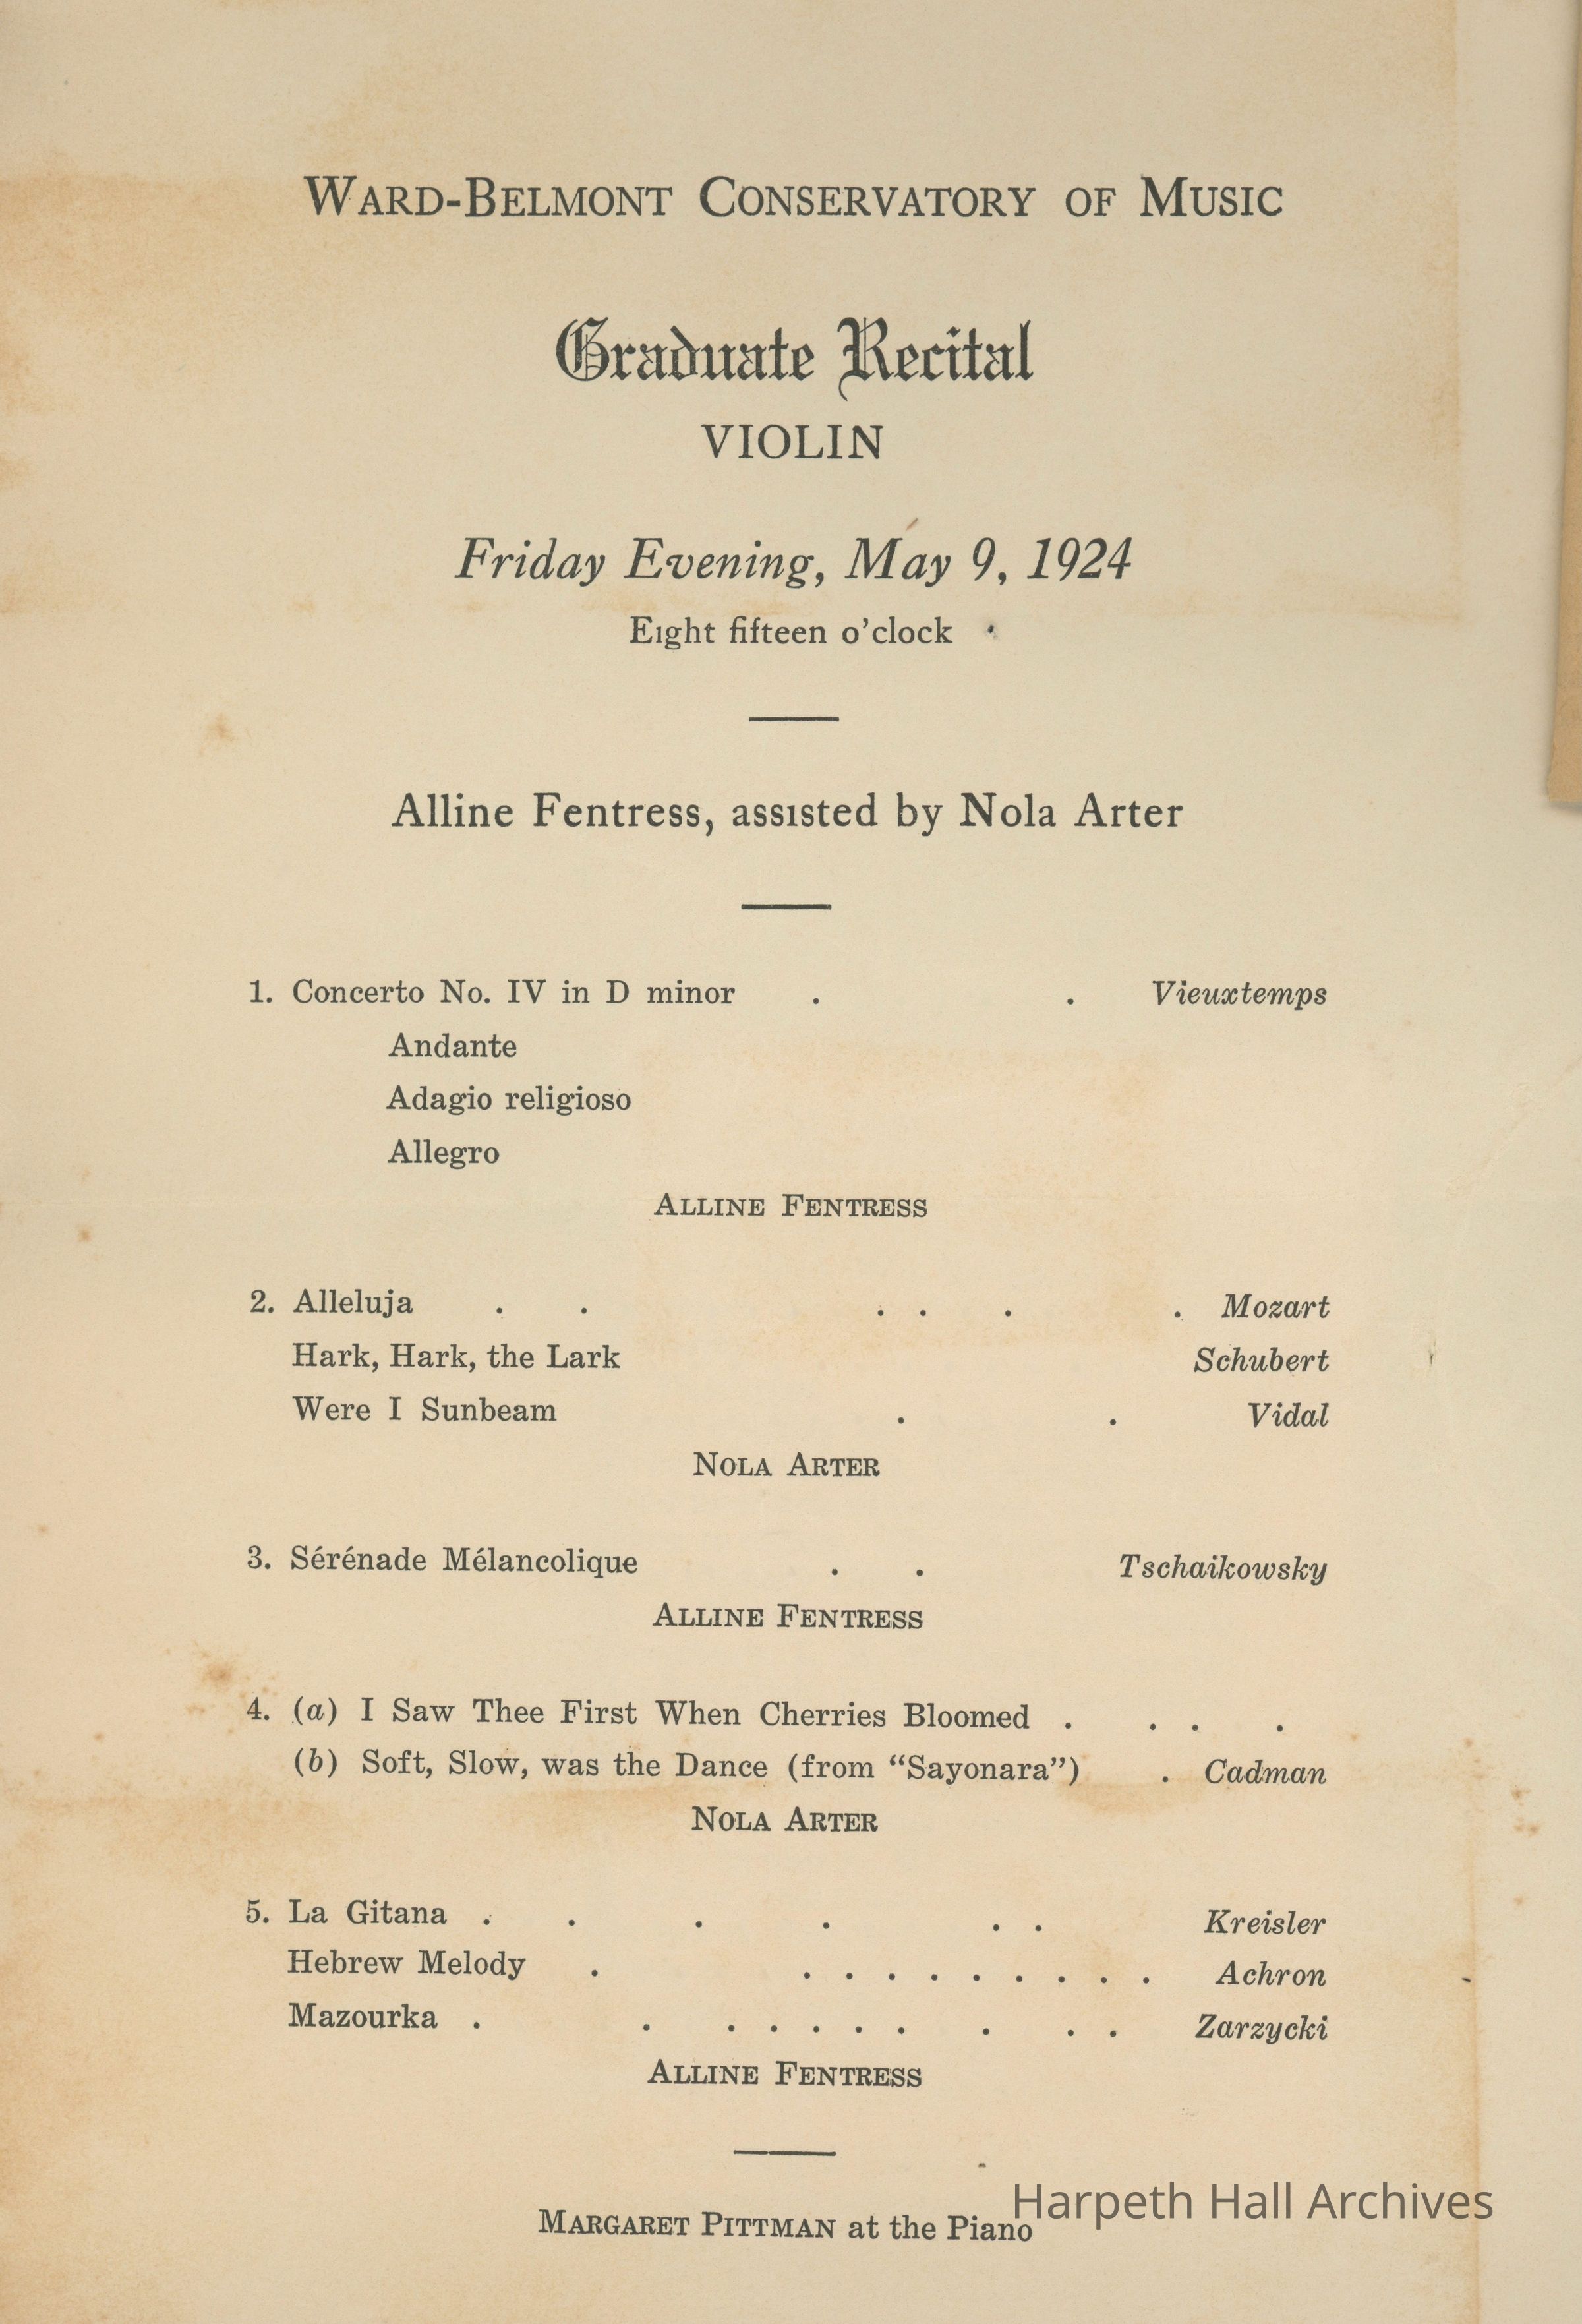 WARD-BELMONT CONSERVATORY OF MUSIC
Graduate Recital
VIOLIN
Friday Evening, May 9, 1924
Eight fifteen o'clock
Alline Fentress, assisted by Nola Arter
1. Concerto No. IV in D minor . . Vieuxtemps
Andante
Adagio religioso
Allegro
ALLINE FENTRESS
2. Alleluja . . . . . . Mozart
Hark, Hark, the Lark Schubert
Were I Sunbeam . . Vidal
NOLA ARTER
3. Sérénade Mélancolique . . Tschaikowsky
ALLINE FENTRESS
4. (a) I Saw Thee First When Cherries Bloomed . . . .
(b) Soft, Slow, was the Dance (from “Sayonara”) . Cadman
NOLA ARTER
5. La Gitana . . . . . . Kreisler
Hebrew Melody . . . . . . . . . . Achron
Mazourka . . . . . . . . . . Zarzycki
ALLINE FENTRESS
MARGARET PITTMAN at the Piano
Harpeth Hall Archives